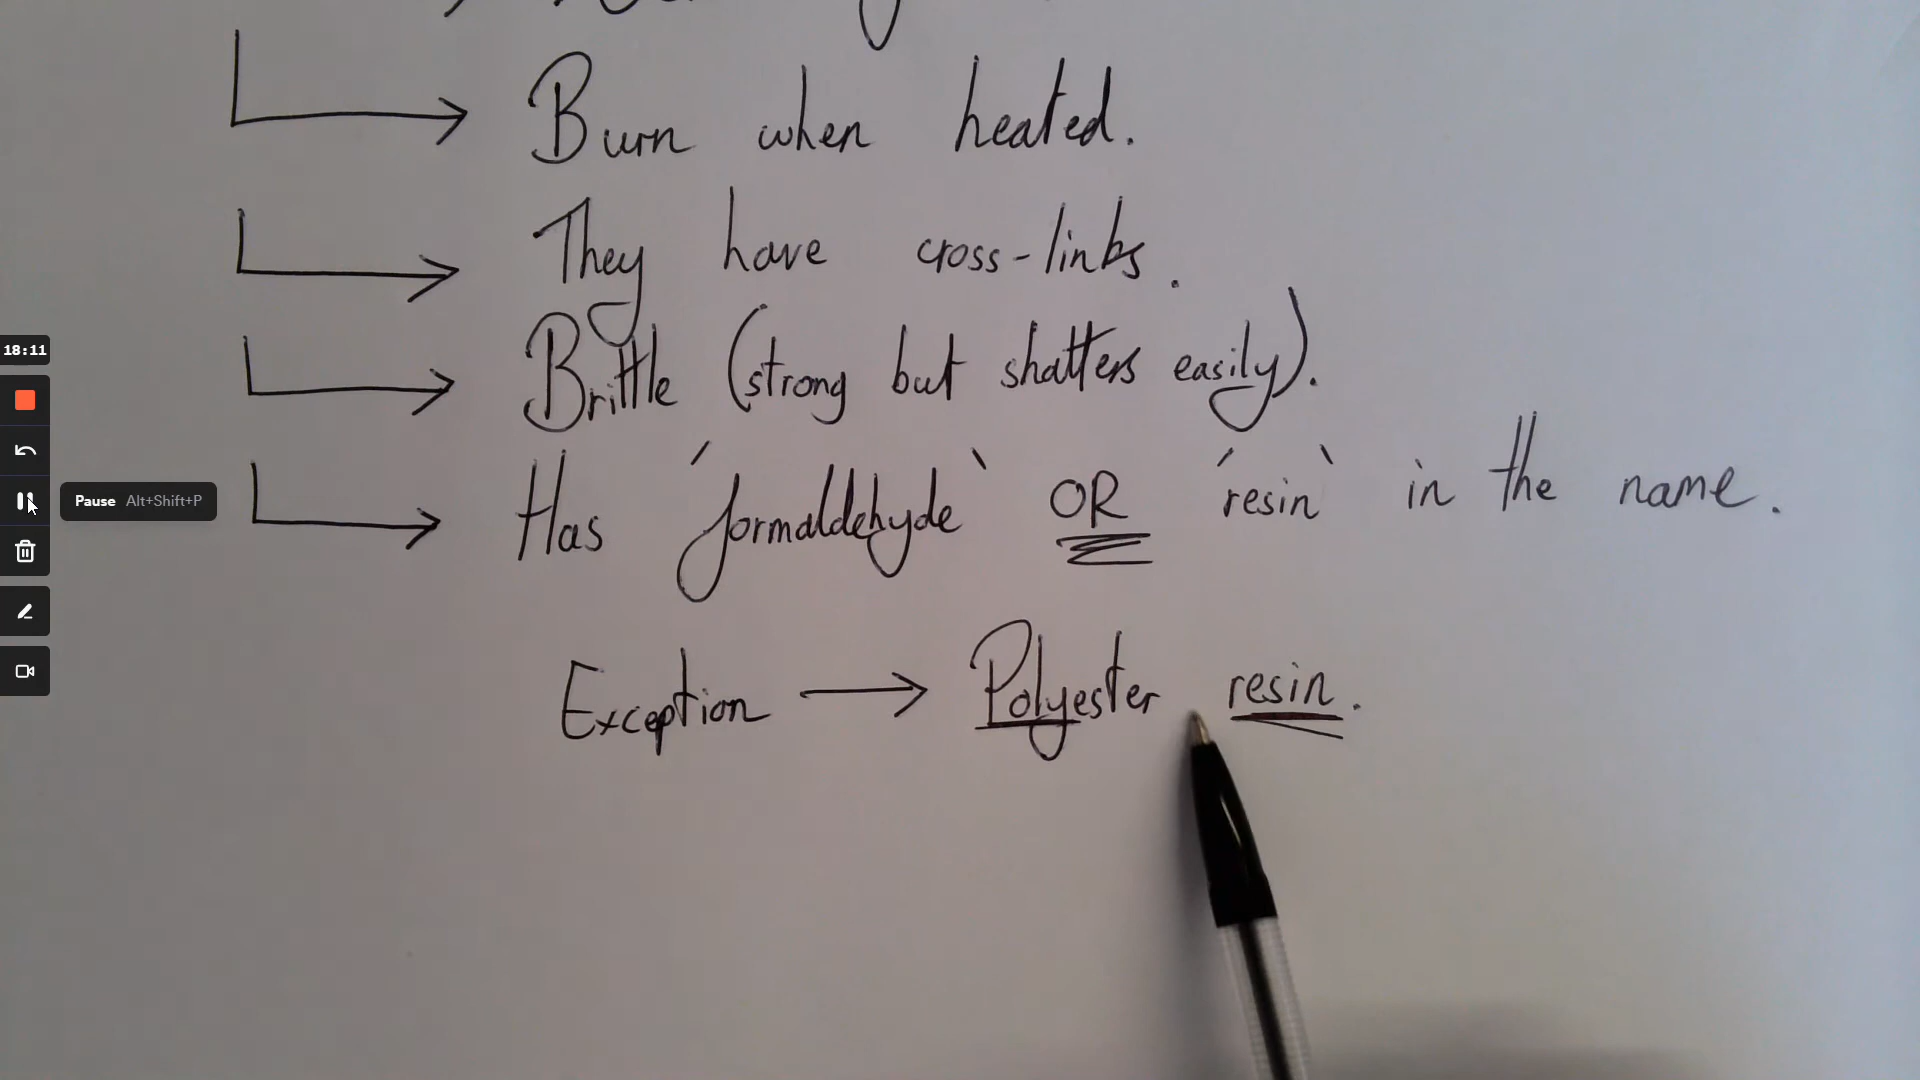 Burn when heated.
They have cross-links.
Brittle (strong but shatters easily).
18:11
Has 'formaldehyde' OR 'resin' in the name.
Pause Alt+Shift+P
Exception → Polyester resin.